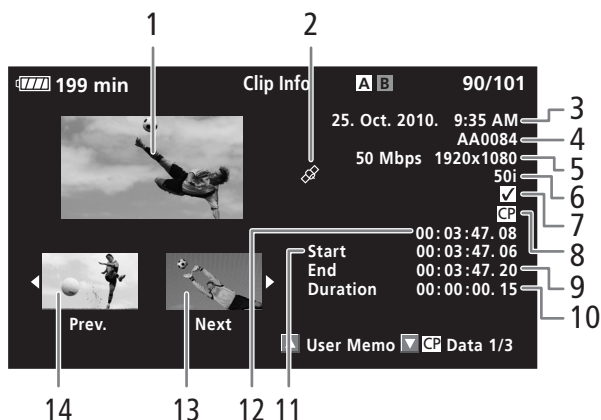 1 2
199 min Clip Info A B 90/101
25. Oct. 2010. 9:35 AM 3
AA0084 4
50 Mbps 1920x1080 5
50i 6
7
CP 8
00:03:47.08
Start 00:03:47.06
End 00:03:47.20 9
Duration 00:00:00.15 10
Prev. Next
User Memo CP Data 1/3
14 13 12 11